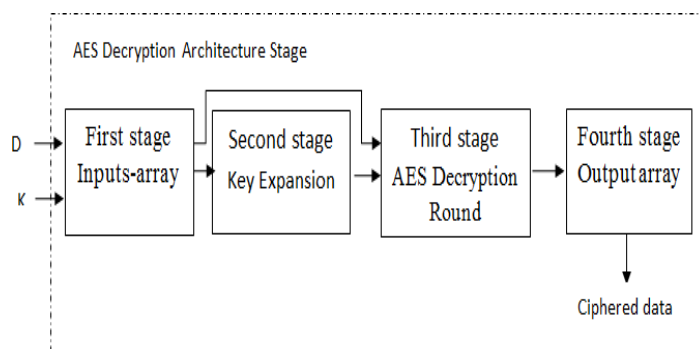 AES Decryption Architecture Stage
D
K
First stage
Inputs-array
Second stage
Key Expansion
Third stage
AES Decryption
Round
Fourth stage
Output array
Ciphered data